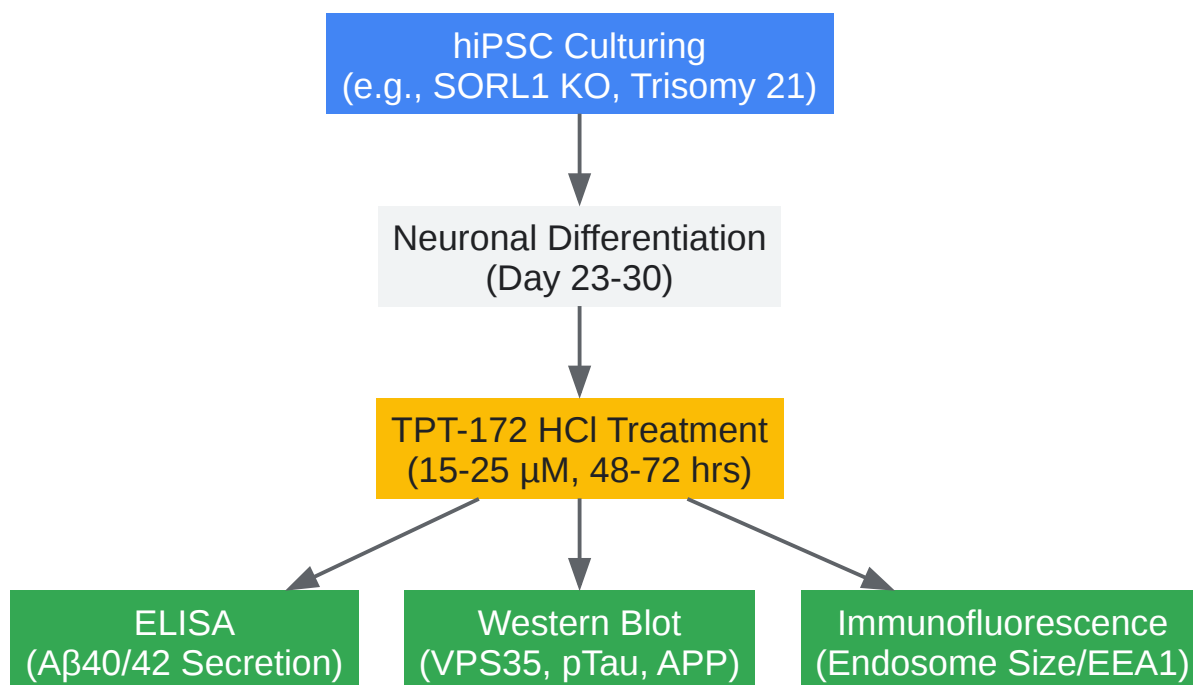 hiPSC Culturing
(e.g., SORL1 KO, Trisomy 21)
Neuronal Differentiation
(Day 23-30)
TPT-172 HCl Treatment
(15-25 µM, 48-72 hrs)
ELISA
(Aβ40/42 Secretion)
Western Blot
(VPS35, pTau, APP)
Immunofluorescence
(Endosome Size/EEA1)